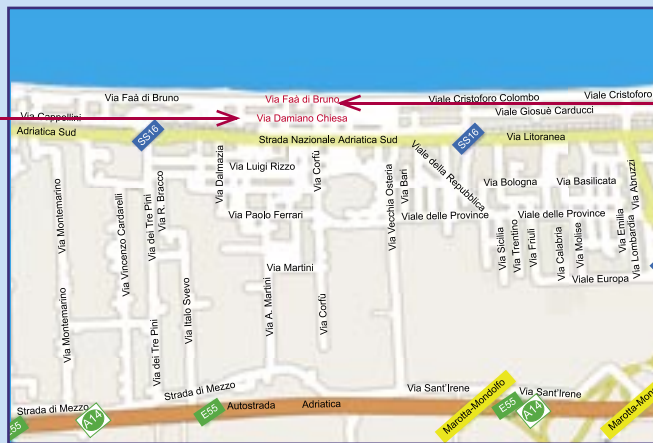 Via Faà di Bruno
Via Faà di Bruno
Viale Cristoforo Colombo
Viale Cristoforo
Via Cappellini
Via Damiano Chiesa
Viale Giosuè Carducci
Adriatica Sud
SS16
Strada Nazionale Adriatica Sud
SS16
Via Litoranea
Via Luigi Rizzo
Via Dalmazia
Via Corfù
Via Bari
Viale della Repubblica
Via Bologna
Via Basilicata
Via Abruzzi
Via Montemarino
Via Vincenzo Cardarelli
Via dei Tre Pini
Via R. Bracco
Via Paolo Ferrari
Via Vecchia Osteria
Viale delle Province
Viale delle Province
Via Sicilia
Via Trentino
Via Friuli
Via Calabria
Via Molise
Via Emilia
Via Lombardia
Via Martini
Viale Europa
Via Montemarino
Via dei Tre Pini
Via Italo Svevo
Via A. Martini
Via Corfù
Strada di Mezzo
Via Sant'Irene
Via Sant'Irene
Marotta-Mondolfo
Marotta-Mon
Strada di Mezzo
A14
E55
Autostrada
Adriatica
E55
A14
E55